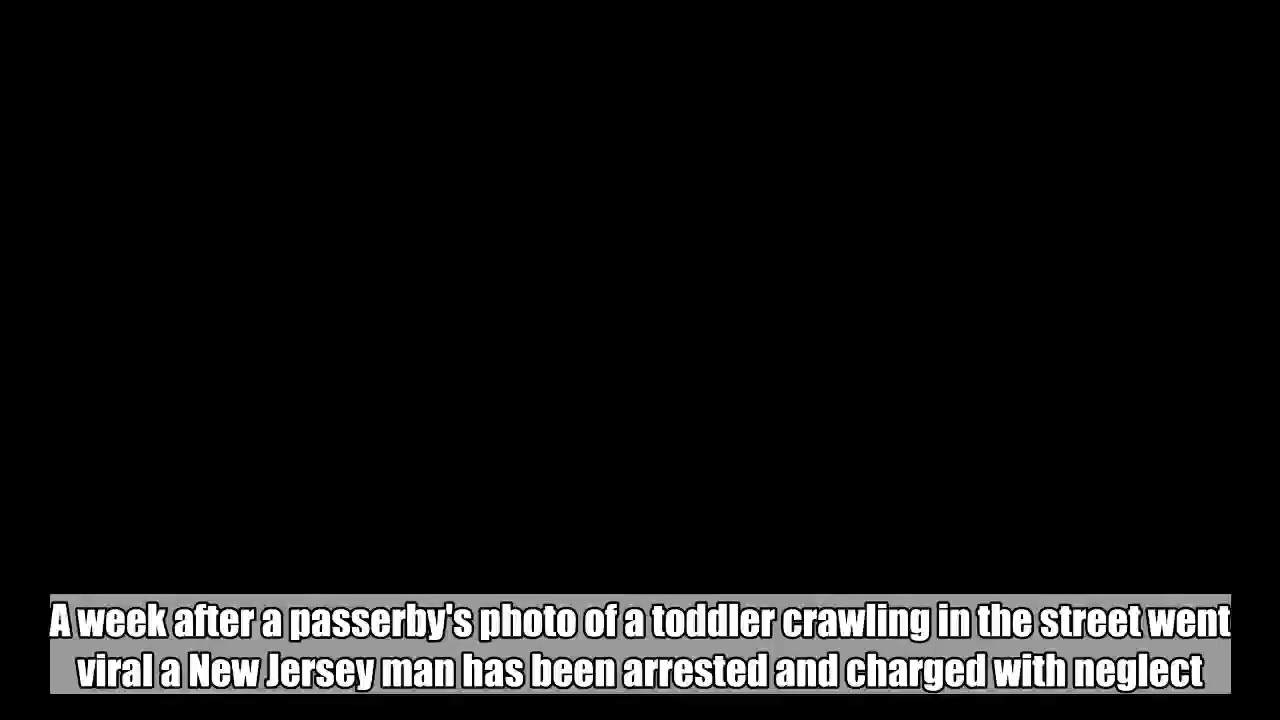 A week after a passerby's photo of a toddler crawling in the street went
viral a New Jersey man has been arrested and charged with neglect